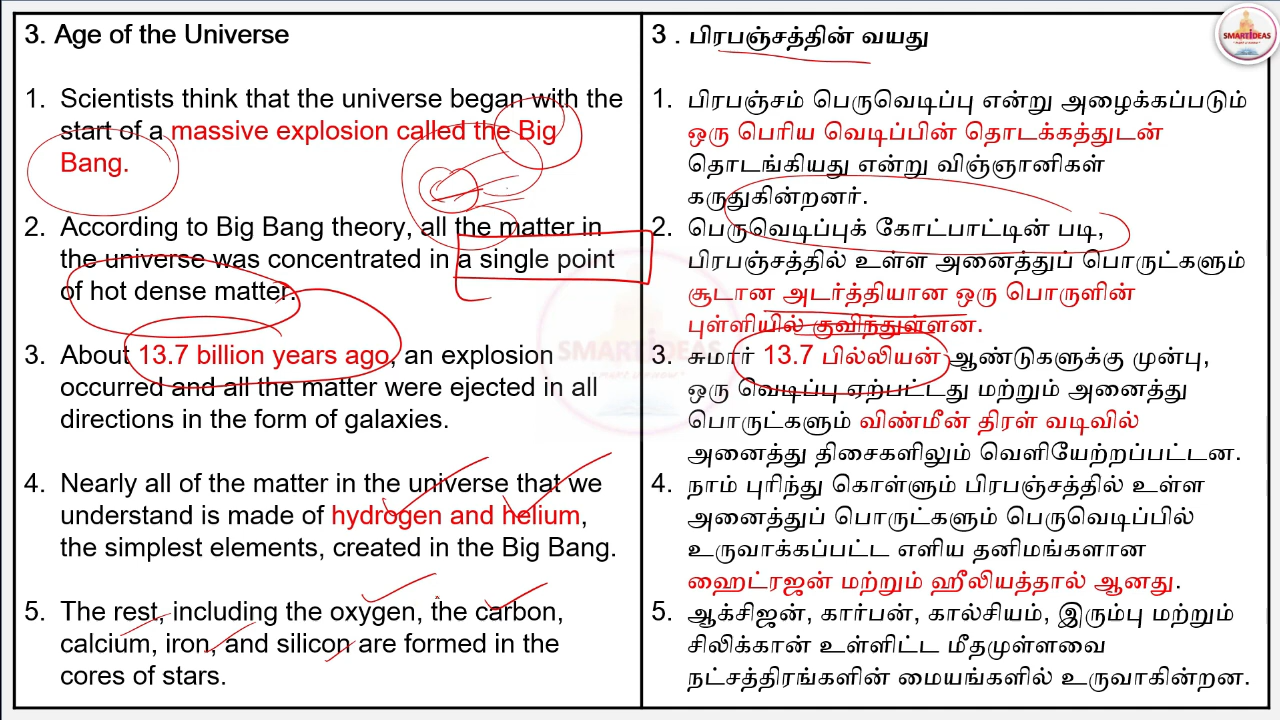 3. Age of the Universe
1. Scientists think that the universe began with the
start of a massive explosion called the Big
Bang.
2. According to Big Bang theory, all the matter in
the universe was concentrated in a single point
of hot dense matter.
3. About 13.7 billion years ago, an explosion
occurred and all the matter were ejected in all
directions in the form of galaxies.
4. Nearly all of the matter in the universe that we
understand is made of hydrogen and helium,
the simplest elements, created in the Big Bang.
5. The rest, including the oxygen, the carbon,
calcium, iron, and silicon are formed in the
cores of stars.
3 . பிரபஞ்சத்தின் வயது
1. பிரபஞ்சம் பெருவெடிப்பு என்று அழைக்கப்படும்
ஒரு பெரிய வெடிப்பின் தொடக்கத்துடன்
தொடங்கியது என்று விஞ்ஞானிகள்
கருதுகின்றனர்.
2. பெருவெடிப்புக் கோட்பாட்டின் படி,
பிரபஞ்சத்தில் உள்ள அனைத்துப் பொருட்களும்
சூடான அடர்த்தியான ஒரு பொருளின்
புள்ளியில் குவிந்துள்ளன.
3. சுமார் 13.7 பில்லியன் ஆண்டுகளுக்கு முன்பு,
ஒரு வெடிப்பு ஏற்பட்டது மற்றும் அனைத்து
பொருட்களும் விண்மீன் திரள் வடிவில்
அனைத்து திசைகளிலும் வெளியேற்றப்பட்டன.
4. நாம் புரிந்து கொள்ளும் பிரபஞ்சத்தில் உள்ள
அனைத்துப் பொருட்களும் பெருவெடிப்பில்
உருவாக்கப்பட்ட எளிய தனிமங்களான
ஹைட்ரஜன் மற்றும் ஹீலியத்தால் ஆனது.
5. ஆக்சிஜன், கார்பன், கால்சியம், இரும்பு மற்றும்
சிலிக்கான் உள்ளிட்ட மீதமுள்ளவை
நட்சத்திரங்களின் மையங்களில் உருவாகின்றன.
SMARTIDEAS
SMARTIDEAS